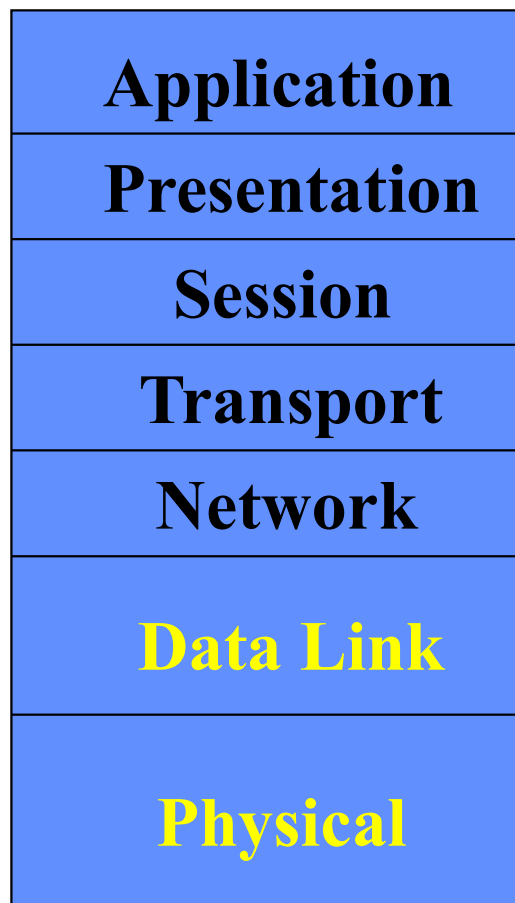 Application
Presentation
Session
Transport
Network
Data Link
Physical